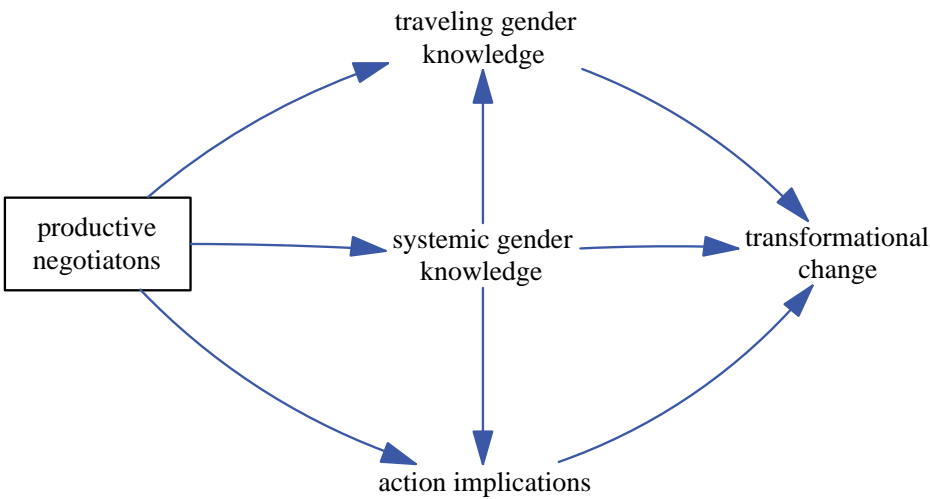 traveling gender
knowledge
productive
negotiatons
systemic gender
knowledge
transformational
change
action implications